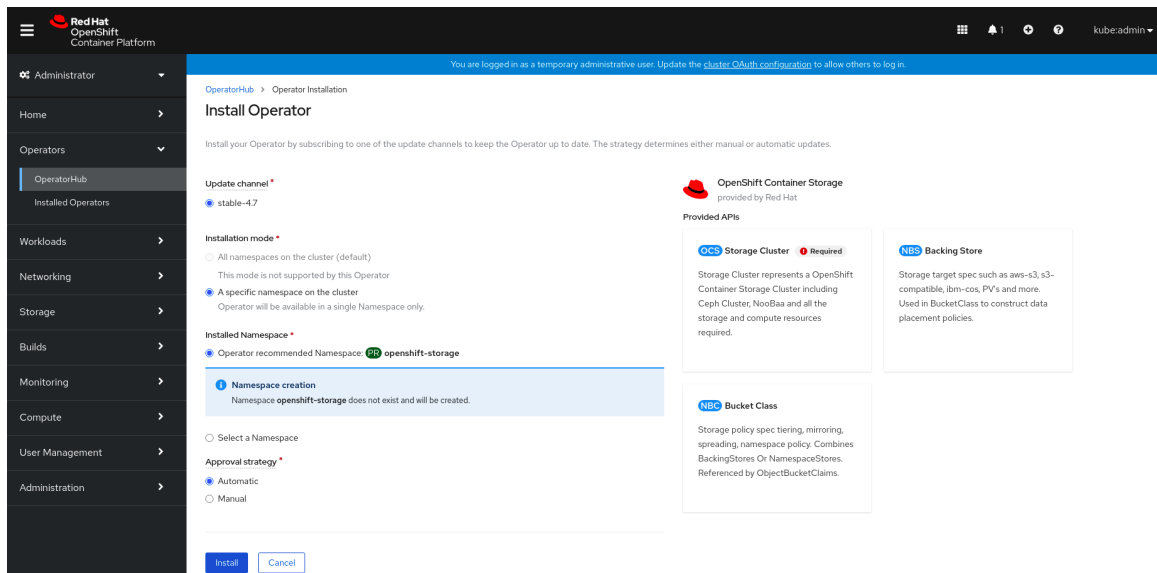 Red Hat
OpenShift
Container Platform
1
kube:admin
Administrator
You are logged in as a temporary administrative user. Update the cluster OAuth configuration to allow others to log in.
Home
Operators
OperatorHub
Installed Operators
Workloads
Networking
Storage
Builds
Monitoring
Compute
User Management
Administration
OperatorHub > Operator Installation
Install Operator
Install your Operator by subscribing to one of the update channels to keep the Operator up to date. The strategy determines either manual or automatic updates.
Update channel *
stable-4.7
Installation mode *
All namespaces on the cluster (default)
This mode is not supported by this Operator
A specific namespace on the cluster
Operator will be available in a single Namespace only.
Installed Namespace *
Operator recommended Namespace: PR openshift-storage
Namespace creation
Namespace openshift-storage does not exist and will be created.
Select a Namespace
Approval strategy *
Automatic
Manual
Install
Cancel
OpenShift Container Storage
provided by Red Hat
Provided APIs
OCS Storage Cluster Required
Storage Cluster represents a OpenShift
Container Storage Cluster including
Ceph Cluster, NooBaa and all the
storage and compute resources
required.
NBS Backing Store
Storage target spec such as aws-s3, s3-
compatible, ibm-cos, PV's and more.
Used in BucketClass to construct data
placement policies.
NBC Bucket Class
Storage policy spec tiering, mirroring,
spreading, namespace policy. Combines
BackingStores Or NamespaceStores.
Referenced by ObjectBucketClaims.